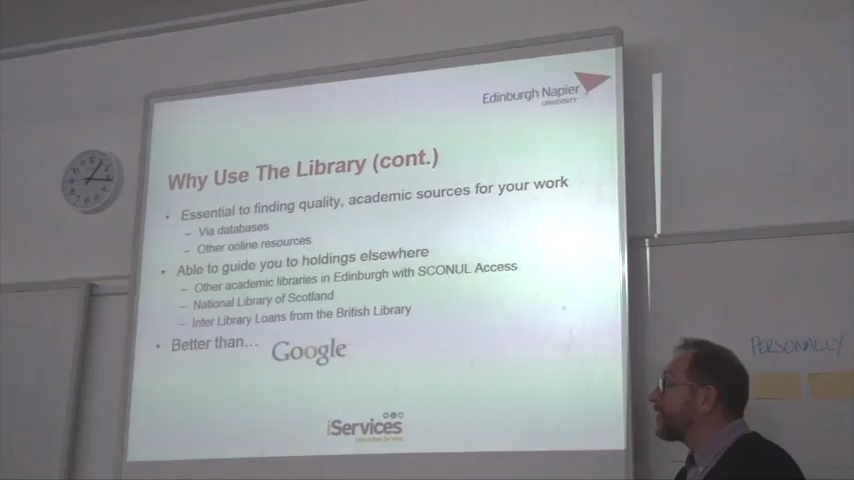 Edinburgh Napier
UNIVERSITY
Why Use The Library (cont.)
• Essential to finding quality, academic sources for your work
– Via databases
– Other online resources
• Able to guide you to holdings elsewhere
– Other academic libraries in Edinburgh with SCONUL Access
– National Library of Scotland
– Inter Library Loans from the British Library
• Better than...
Google
iServices
PERSONALLY